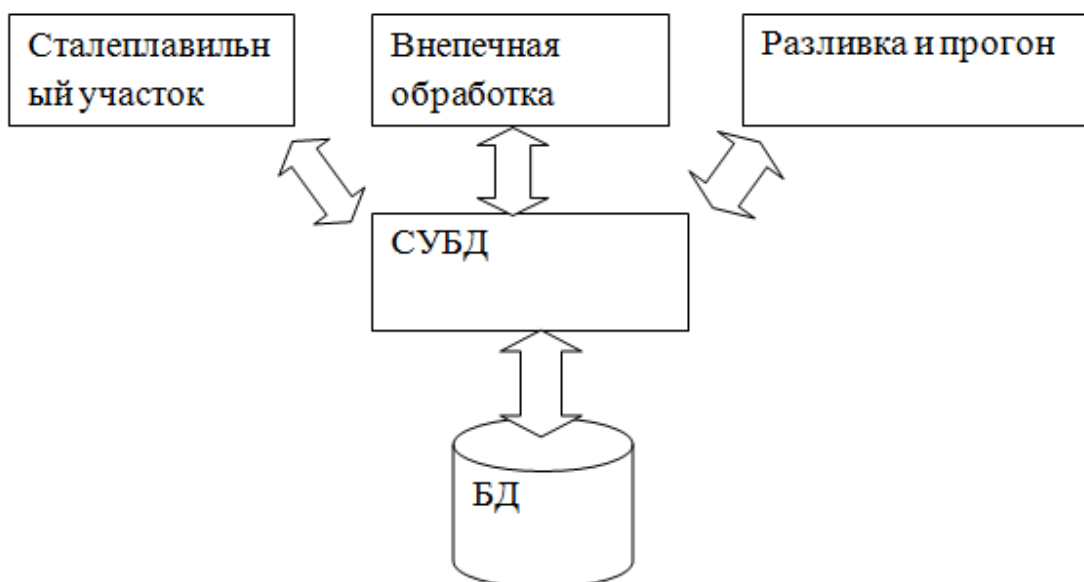 Сталеплавильн
ый участок
Внепечная
обработка
Разливка и прогон
СУБД
БД